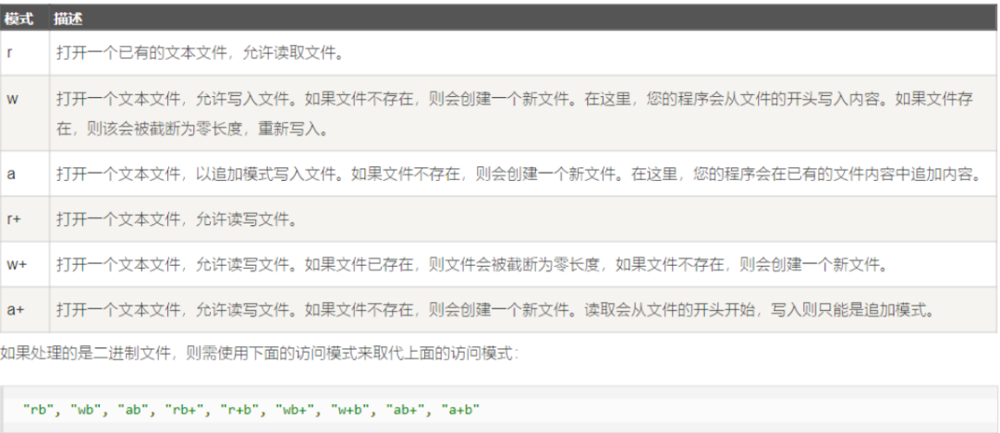 模式 描述
r 打开一个已有的文本文件，允许读取文件。
w 打开一个文本文件，允许写入文件。如果文件不存在，则会创建一个新文件。在这里，您的程序会从文件的开头写入内容。如果文件存
在，则该会被截断为零长度，重新写入。
a 打开一个文本文件，以追加模式写入文件。如果文件不存在，则会创建一个新文件。在这里，您的程序会在已有的文件内容中追加内容。
r+ 打开一个文本文件，允许读写文件。
w+ 打开一个文本文件，允许读写文件。如果文件已存在，则文件会被截断为零长度，如果文件不存在，则会创建一个新文件。
a+ 打开一个文本文件，允许读写文件。如果文件不存在，则会创建一个新文件。读取会从文件的开头开始，写入则只能是追加模式。
如果处理的是二进制文件，则需使用下面的访问模式来取代上面的访问模式：
"rb", "wb", "ab", "rb+", "r+b", "wb+", "w+b", "ab+", "a+b"